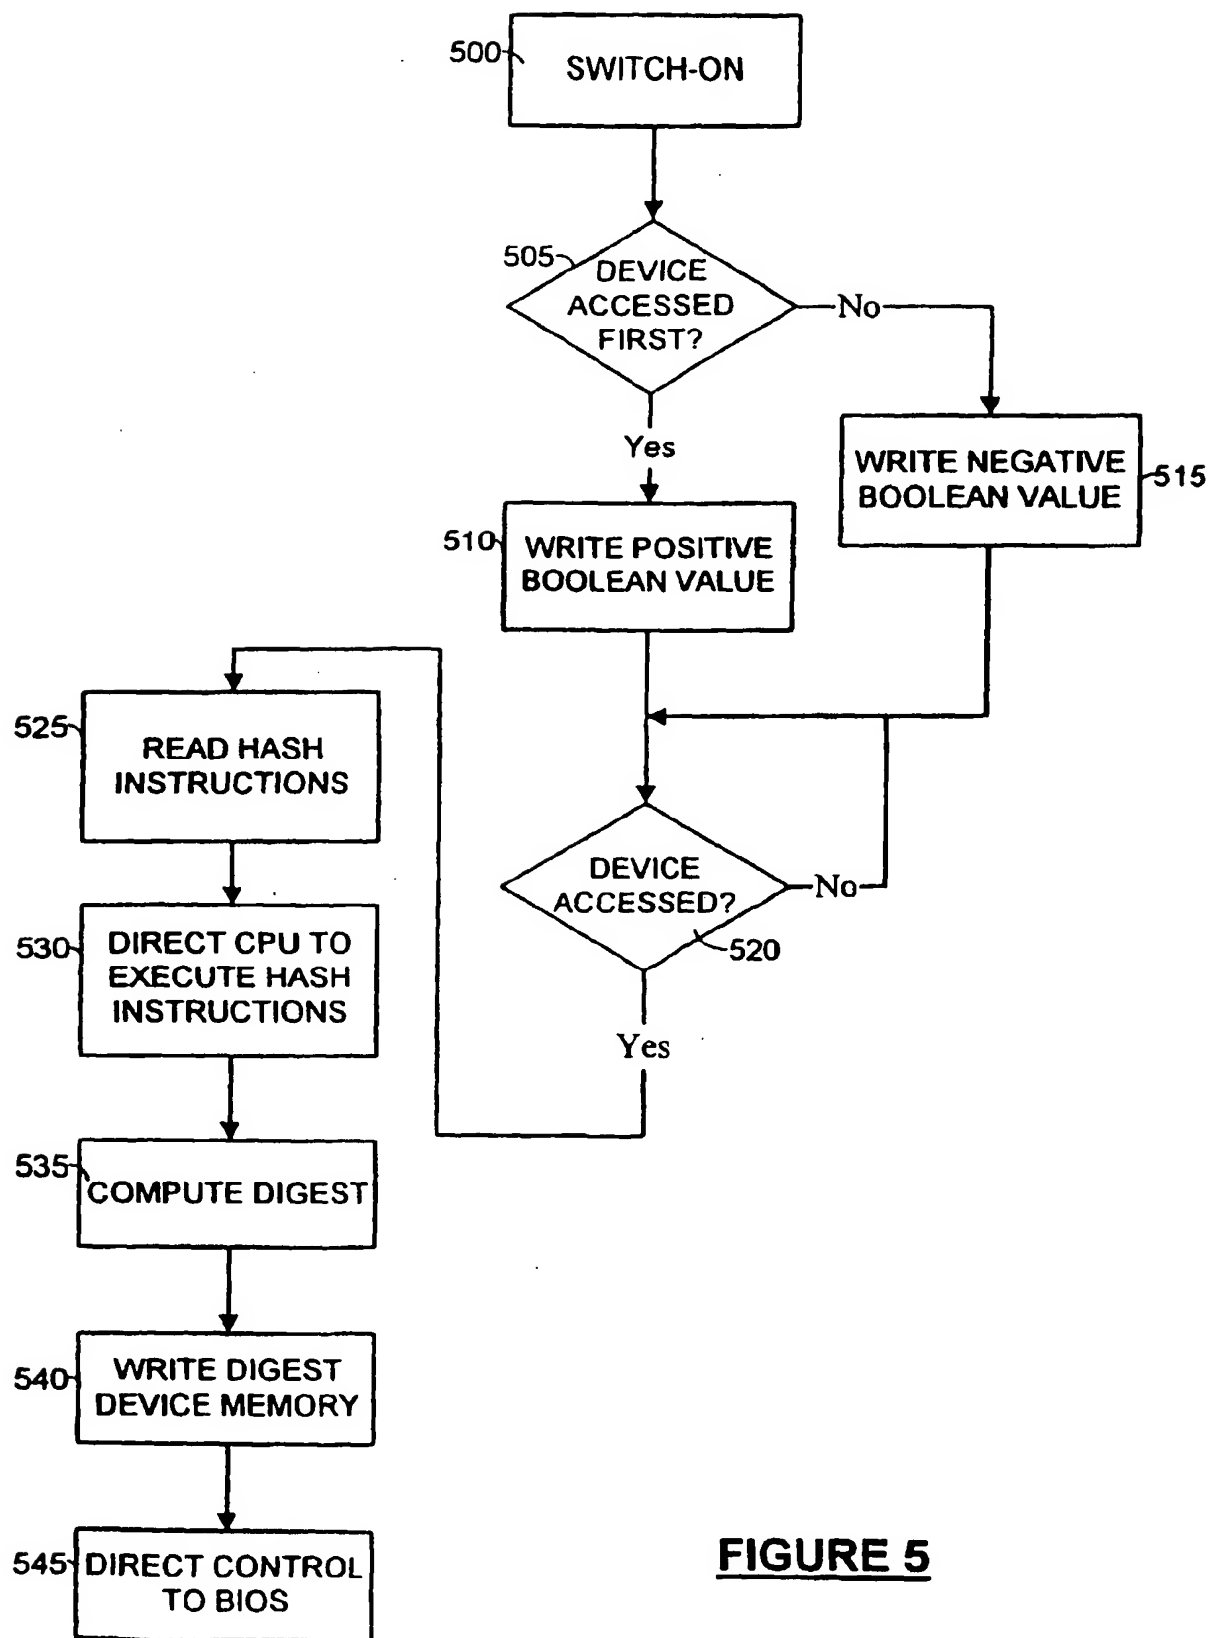 500
SWITCH-ON
505
DEVICE
ACCESSED
FIRST?
No
Yes
WRITE NEGATIVE
BOOLEAN VALUE
515
510
WRITE POSITIVE
BOOLEAN VALUE
525
READ HASH
INSTRUCTIONS
DEVICE
ACCESSED?
No
520
Yes
530
DIRECT CPU TO
EXECUTE HASH
INSTRUCTIONS
535
COMPUTE DIGEST
540
WRITE DIGEST
DEVICE MEMORY
545
DIRECT CONTROL
TO BIOS
FIGURE 5